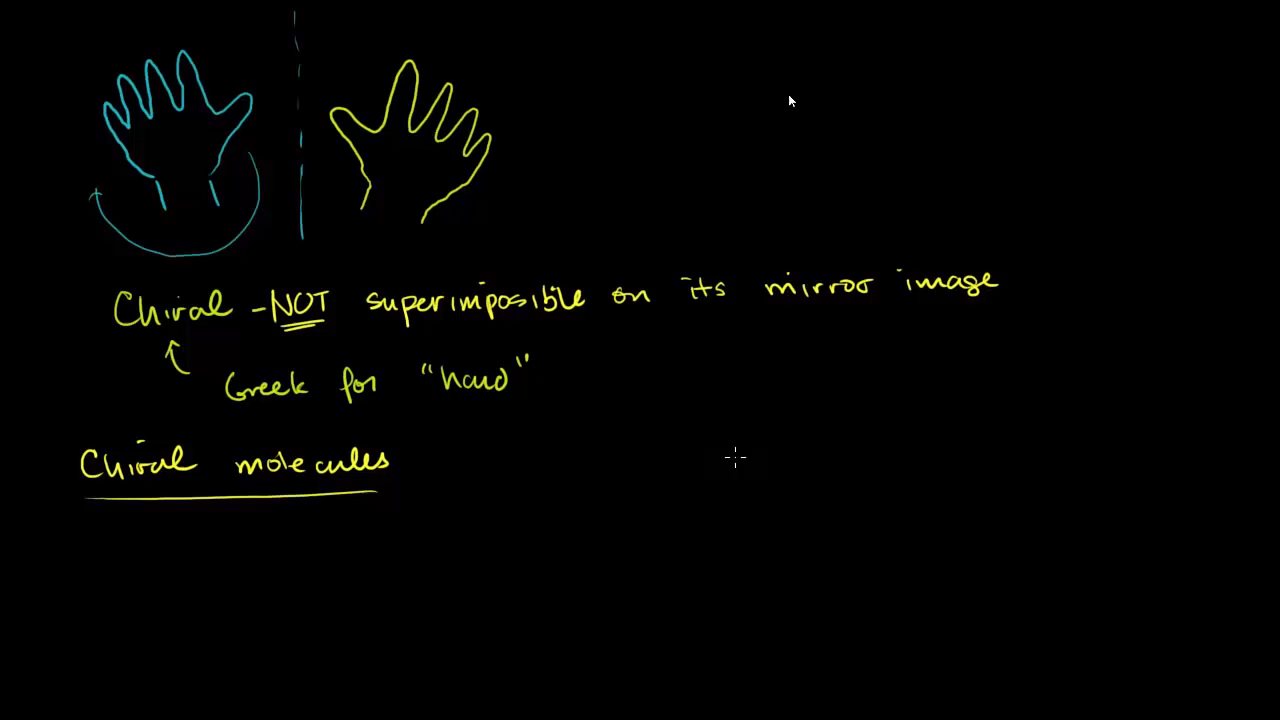 Chiral - NOT superimposible on its mirror image
Greek for "hand"
Chiral molecules